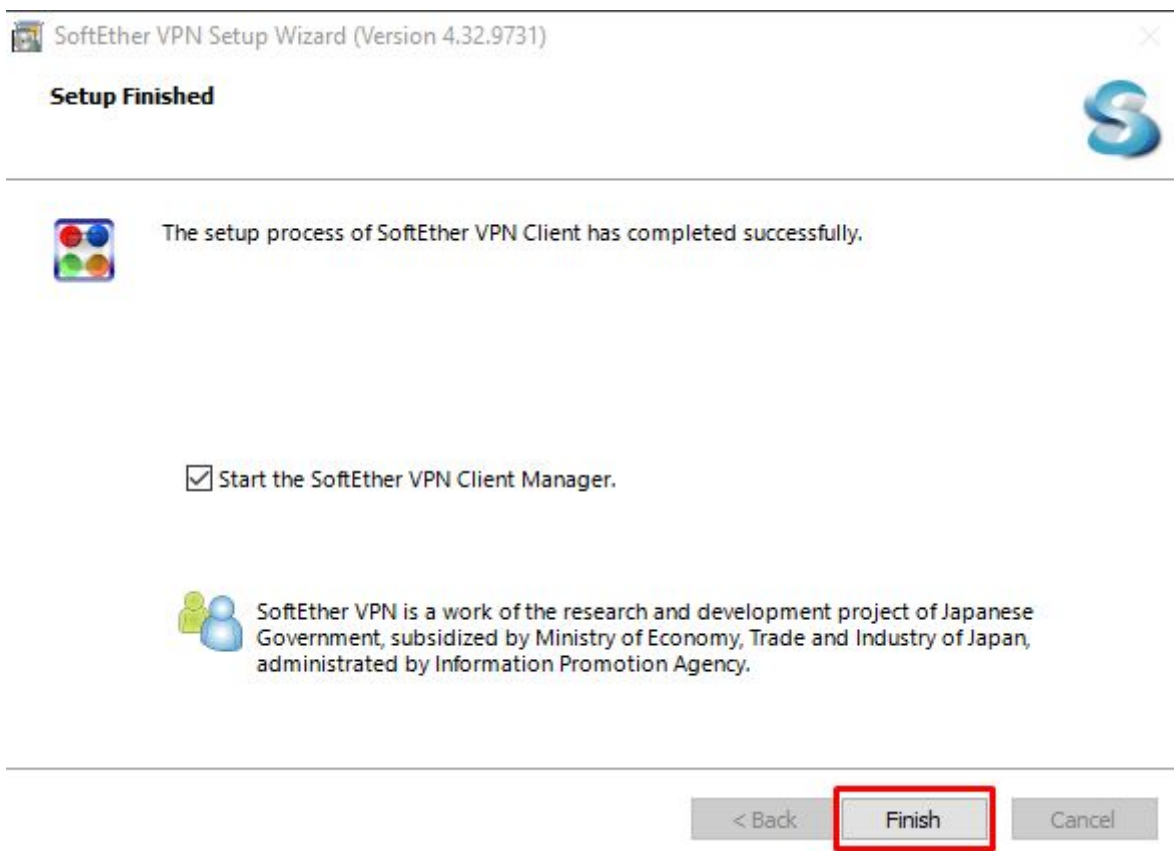 SoftEther VPN Setup Wizard (Version 4.32.9731)
Setup Finished
The setup process of SoftEther VPN Client has completed successfully.
Start the SoftEther VPN Client Manager.
SoftEther VPN is a work of the research and development project of Japanese
Government, subsidized by Ministry of Economy, Trade and Industry of Japan,
administrated by Information Promotion Agency.
< Back
Finish
Cancel